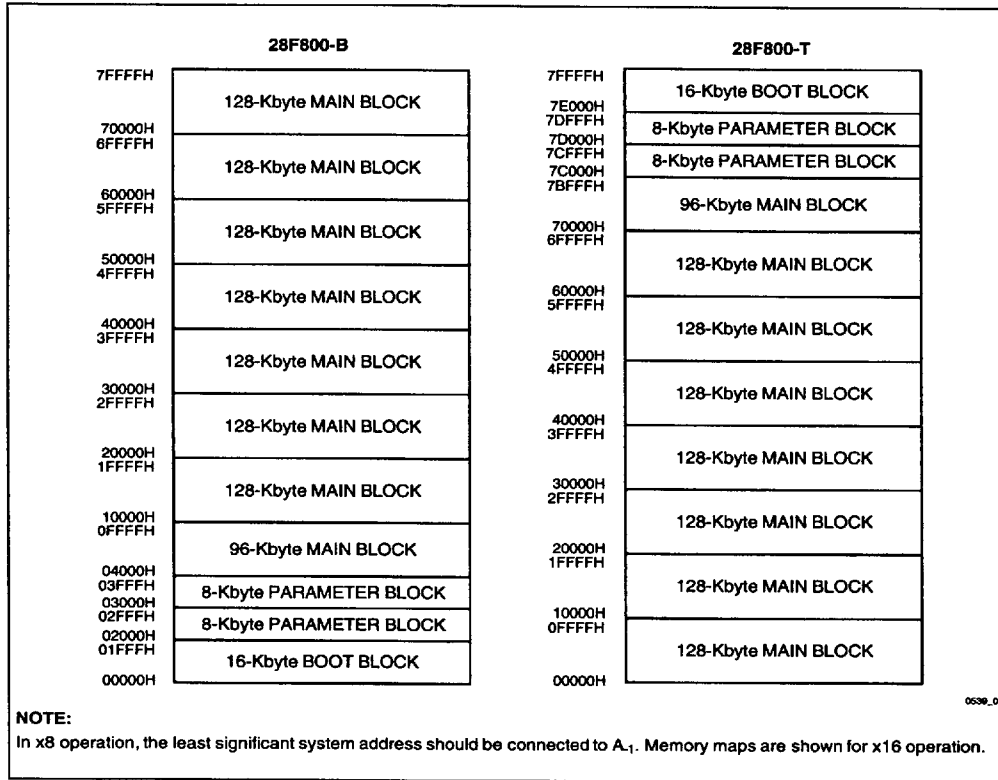 28F800-B
7FFFFH
128-Kbyte MAIN BLOCK
70000H
6FFFFH
128-Kbyte MAIN BLOCK
60000H
5FFFFH
128-Kbyte MAIN BLOCK
50000H
4FFFFH
128-Kbyte MAIN BLOCK
40000H
3FFFFH
128-Kbyte MAIN BLOCK
30000H
2FFFFH
128-Kbyte MAIN BLOCK
20000H
1FFFFH
128-Kbyte MAIN BLOCK
10000H
0FFFFH
96-Kbyte MAIN BLOCK
04000H
03FFFH
8-Kbyte PARAMETER BLOCK
03000H
02FFFH
8-Kbyte PARAMETER BLOCK
02000H
01FFFH
16-Kbyte BOOT BLOCK
00000H
28F800-T
7FFFFH
16-Kbyte BOOT BLOCK
7E000H
7DFFFH
8-Kbyte PARAMETER BLOCK
7D000H
7CFFFH
8-Kbyte PARAMETER BLOCK
7C000H
7BFFFH
96-Kbyte MAIN BLOCK
70000H
6FFFFH
128-Kbyte MAIN BLOCK
60000H
5FFFFH
128-Kbyte MAIN BLOCK
50000H
4FFFFH
128-Kbyte MAIN BLOCK
40000H
3FFFFH
128-Kbyte MAIN BLOCK
30000H
2FFFFH
128-Kbyte MAIN BLOCK
20000H
1FFFFH
128-Kbyte MAIN BLOCK
10000H
0FFFFH
128-Kbyte MAIN BLOCK
00000H
NOTE:
In x8 operation, the least significant system address should be connected to A-1. Memory maps are shown for x16 operation.